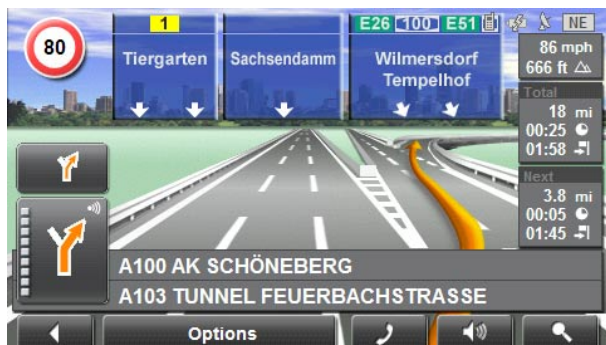 80
1
Tiergarten
Sachsendamm
E26 100 E51
Wilmersdorf
Tempelhof
NE
86 mph
666 ft
Total
18 mi
00:25
01:58
Next
3.8 mi
00:05
01:45
A100 AK SCHÖNEBERG
A103 TUNNEL FEUERBACHSTRASSE
Options